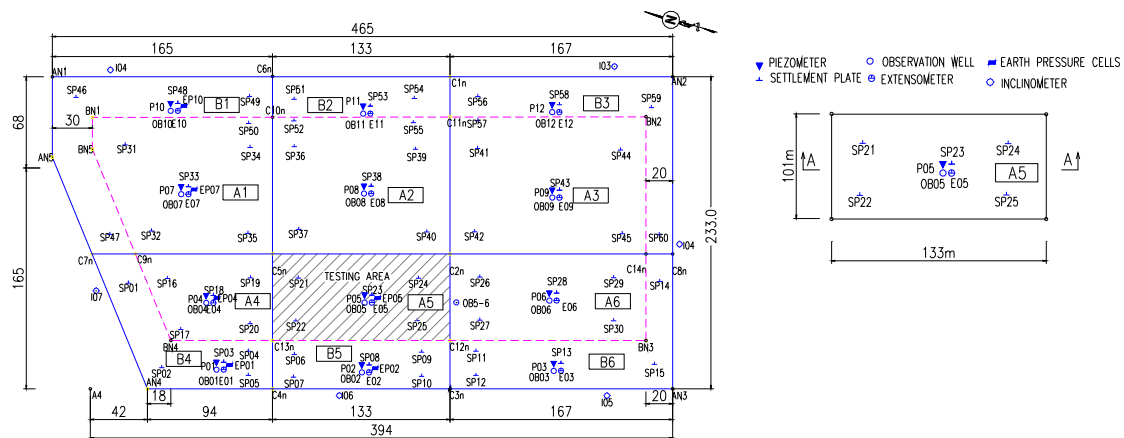 465
165 133 167
N
AN1 I04 C6n I03 C1n AN2
SP46 SP48 SP49 SP51 SP54 SP56 SP58 SP59
BN1 P10 EP10 B1 B2 P11 SP53 P12 B3
C10n C11n BN2
OB10 E10 OB11 E11 OB12 E12
SP50 SP52 SP55 SP57
68
30
AN5 BN5 SP31 SP34 SP36 SP39 SP41 SP44
SP33 SP38 SP43
P07 EP07 A1 P08 A2 P09 A3
OB07 E07 OB08 E08 OB09 E09
20
SP47 SP32 SP35 SP37 SP40 SP42 SP45 SP60
I04
233.0
C7n C9n C5n C2n C14n C8n
TESTING AREA
I07 SP01 SP16 SP18 SP19 SP21 SP23 SP24 SP26 SP28 SP29 SP14
P04 EP04 A4 P05 EP05 A5 OB5-6 P06 A6
OB04 E04 OB05 E05 OB06 E06
165
SP17 SP20 SP22 SP25 SP27 SP30
BN4 C13n C12n BN3
B4 SP03 SP04 SP06 B5 SP08 SP09 SP11 SP13 B6
SP02 P01 EP01 P02 EP02 P03 SP15
OB01 E01 OB02 E02 OB03 E03
AN4 SP05 SP07 SP10 SP12
A4 C4n I06 C3n I05 AN3
18 20
42 94 133 167
394
PIEZOMETER OBSERVATION WELL EARTH PRESSURE CELLS
SETTLEMENT PLATE EXTENSOMETER INCLINOMETER
101m
A A
SP21 SP23 SP24
P05 A5
OB05 E05
SP22 SP25
133m